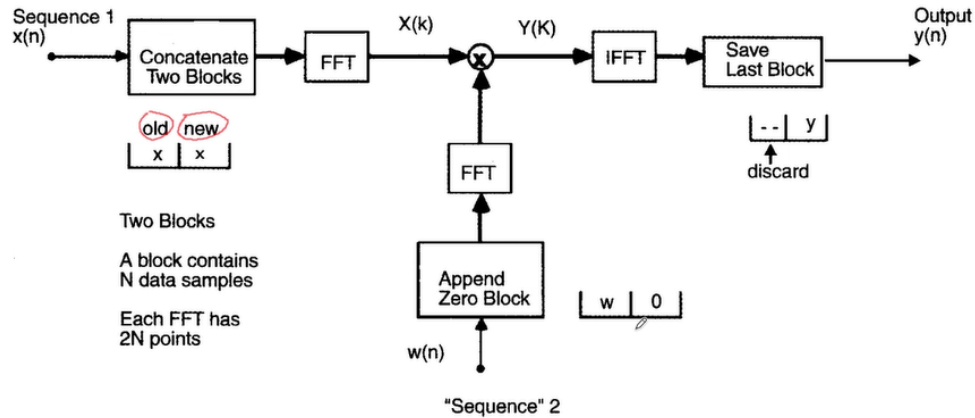 Sequence 1
x(n)
Concatenate
Two Blocks
FFT
X(k)
x
Y(K)
IFFT
Save
Last Block
Output
y(n)
old new
x x
-- y
discard
FFT
Two Blocks
A block contains
N data samples
Each FFT has
2N points
Append
Zero Block
w 0
w(n)
"Sequence" 2